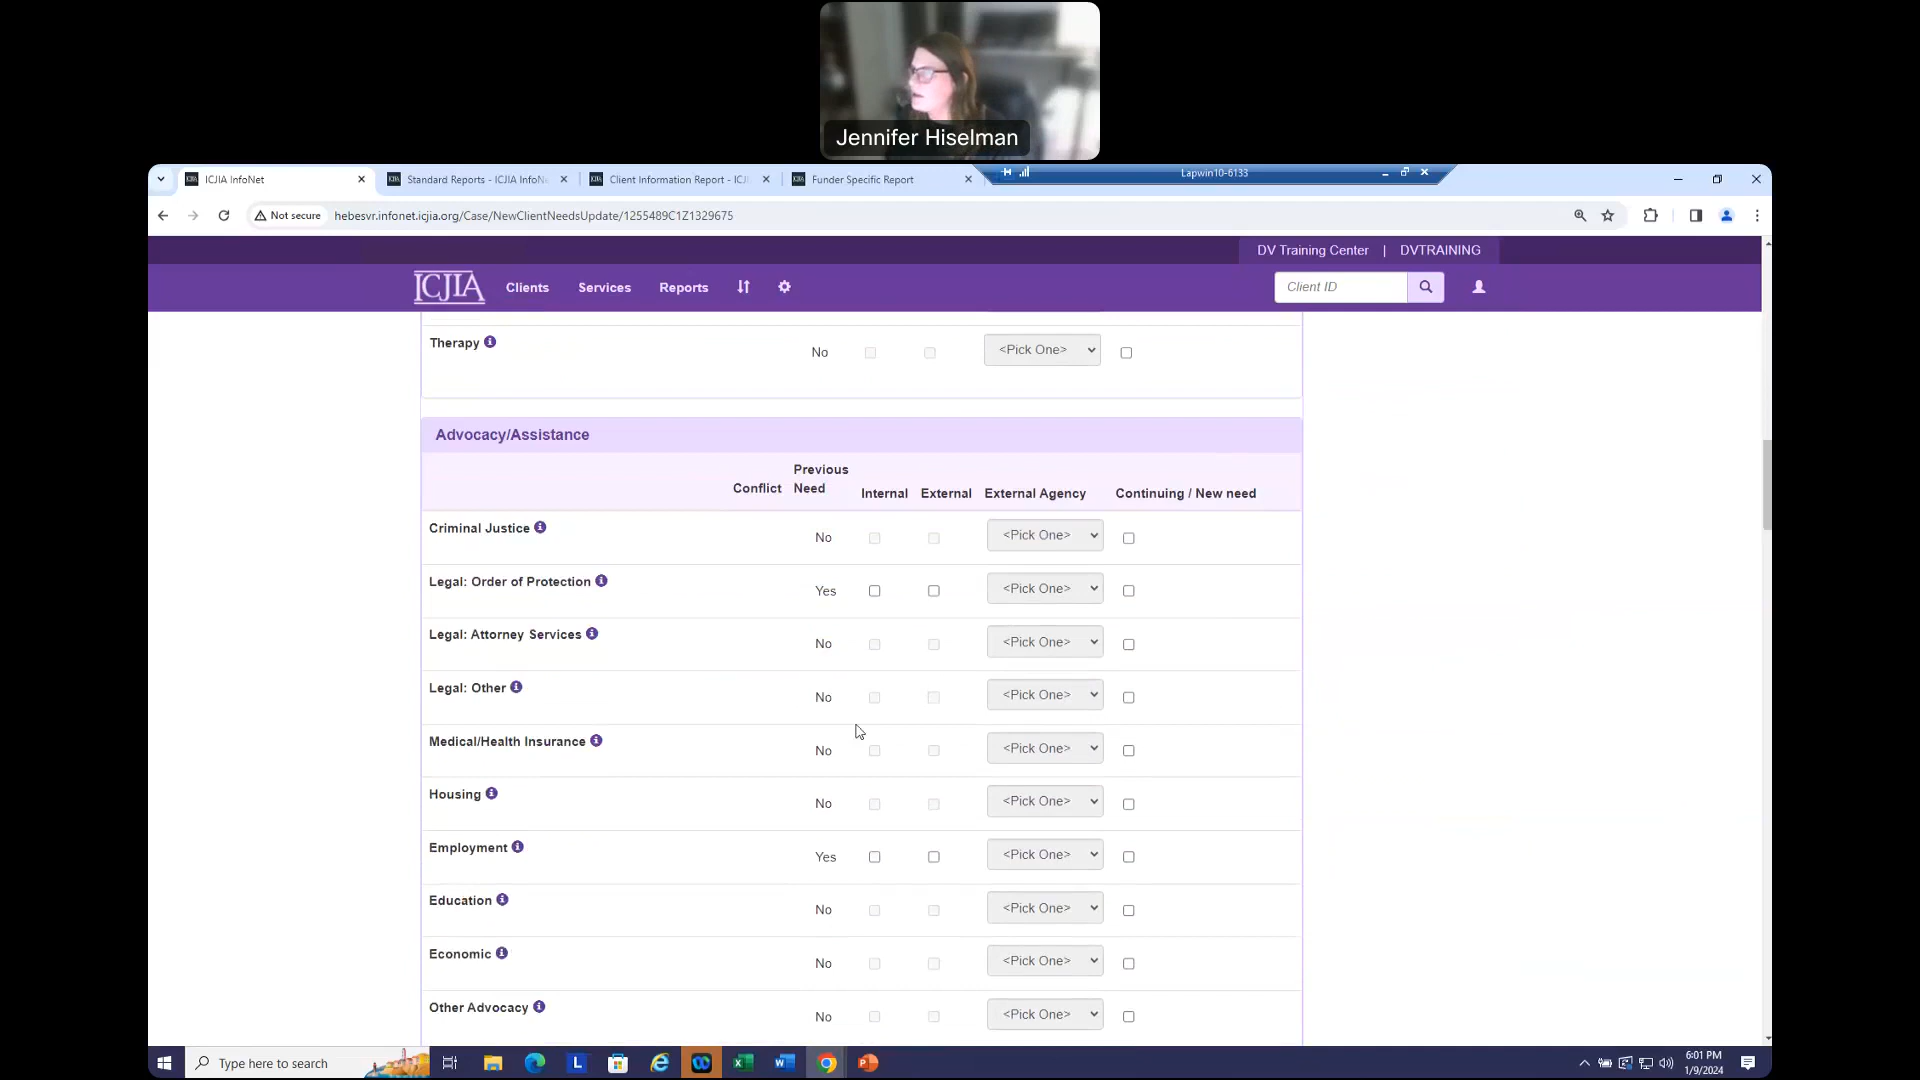 Jennifer Hiselman
ICJIA InfoNet
Standard Reports - ICJIA InfoN
Client Information Report - ICJI
Funder Specific Report
Lapwin10-6133
Not secure
hebesvr.infonet.icjia.org/Case/NewClientNeedsUpdate/1255489C1Z1329675
DV Training Center | DVTRAINING
ICJIA Clients Services Reports Client ID
Therapy No <Pick One>
Advocacy/Assistance
Conflict Previous Need Internal External External Agency Continuing / New need
Criminal Justice No <Pick One>
Legal: Order of Protection Yes <Pick One>
Legal: Attorney Services No <Pick One>
Legal: Other No <Pick One>
Medical/Health Insurance No <Pick One>
Housing No <Pick One>
Employment Yes <Pick One>
Education No <Pick One>
Economic No <Pick One>
Other Advocacy No <Pick One>
Type here to search
6:01 PM
1/9/2024